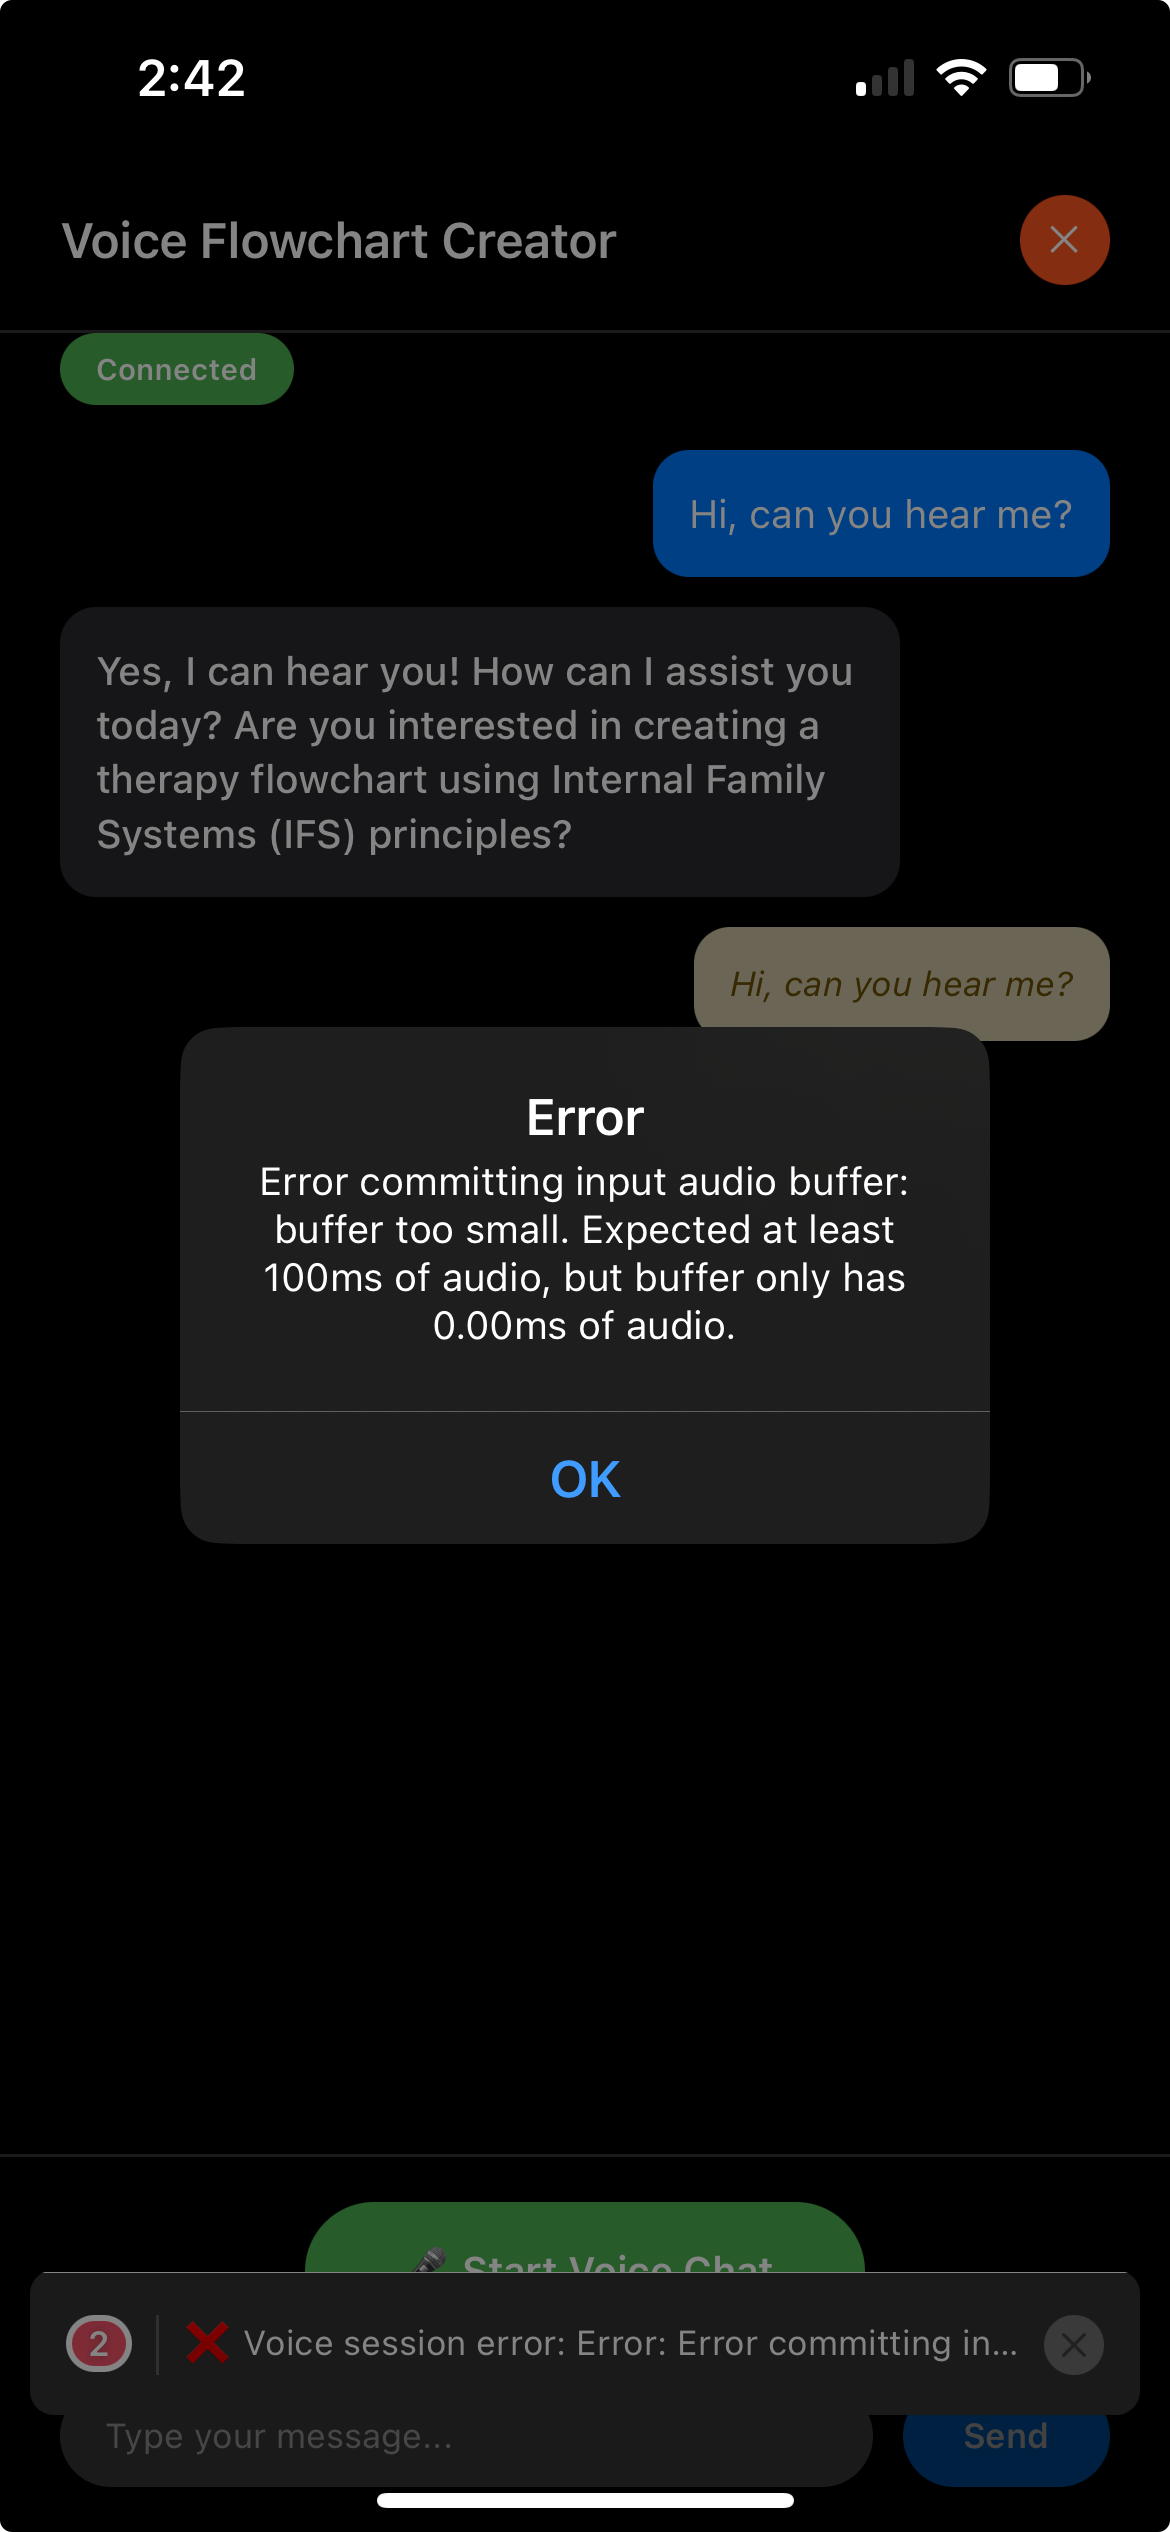 2:42
Voice Flowchart Creator
Connected
Hi, can you hear me?
Yes, I can hear you! How can I assist you
today? Are you interested in creating a
therapy flowchart using Internal Family
Systems (IFS) principles?
Hi, can you hear me?
Error
Error committing input audio buffer:
buffer too small. Expected at least
100ms of audio, but buffer only has
0.00ms of audio.
OK
Start Voice Chat
2
Voice session error: Error: Error committing in...
Type your message...
Send